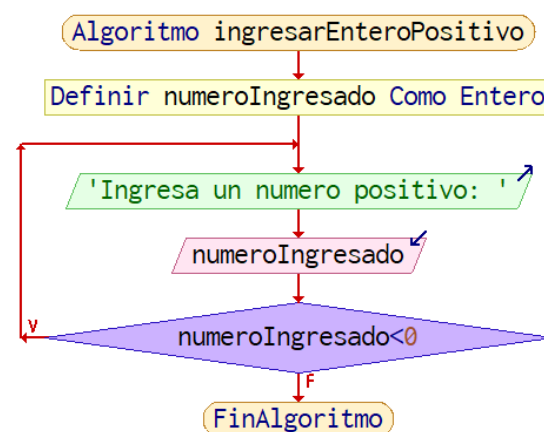 Algoritmo ingresarEnteroPositivo
Definir numeroIngresado Como Entero
'Ingresa un numero positivo: '
numeroIngresado
numeroIngresado<0
V
F
FinAlgoritmo